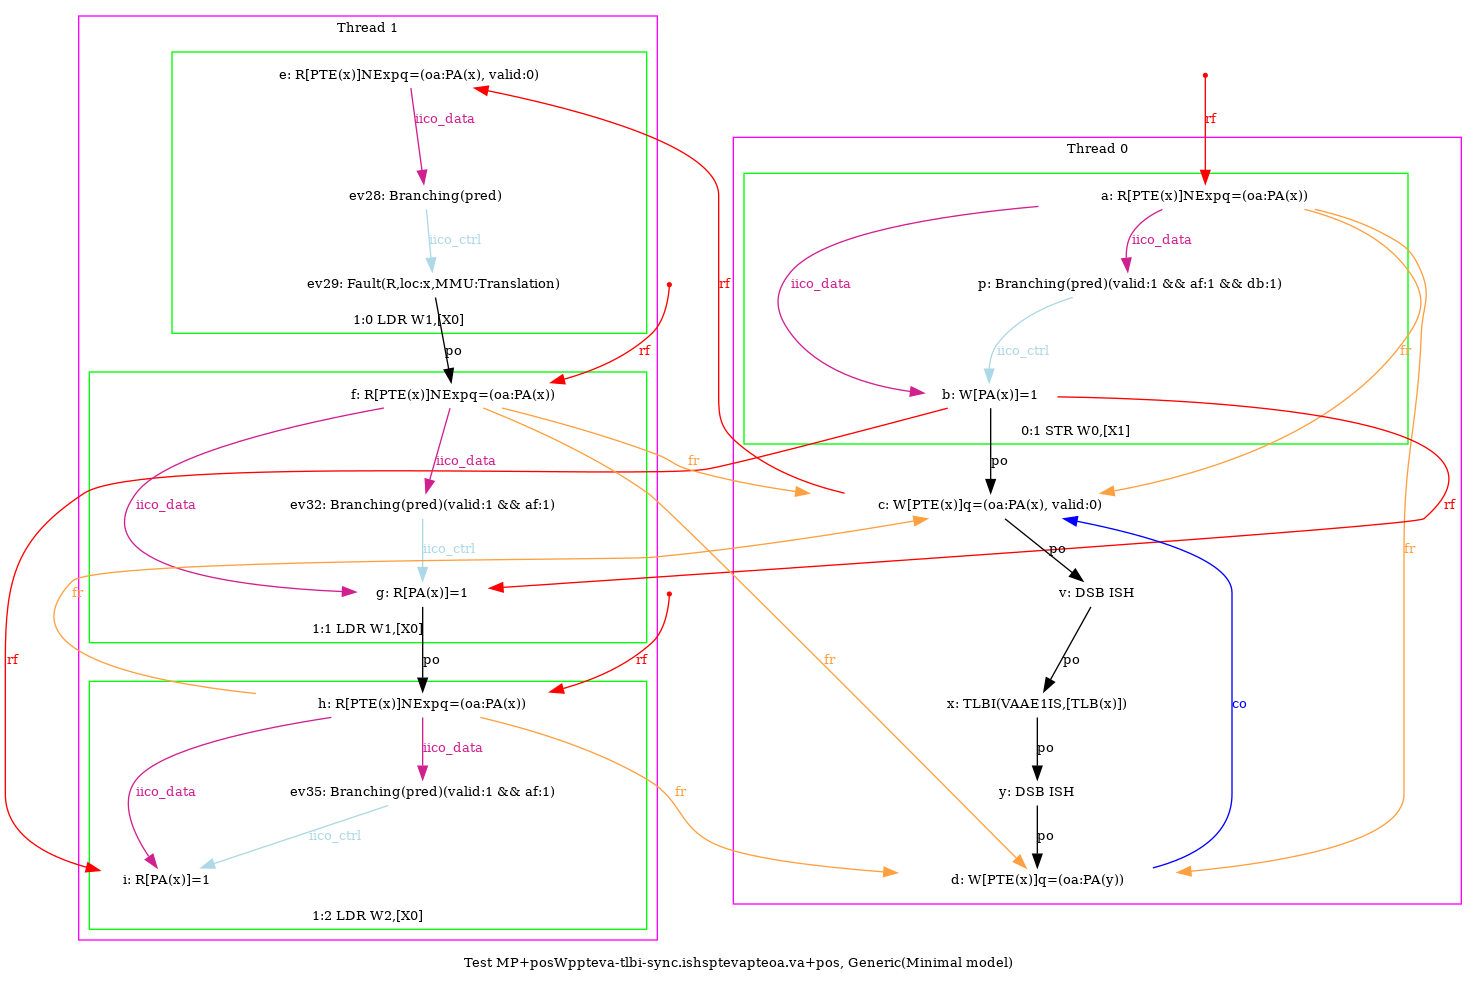 Thread 1
e: R[PTE(x)]NExpq=(oa:PA(x), valid:0)
rf
iico_data
Thread 0
ev28: Branching(pred)
a: R[PTE(x)]NExpq=(oa:PA(x))
iico_ctrl
iico_data
ev29: Fault(R,loc:x,MMU:Translation)
rf
iico_data
p: Branching(pred)(valid:1 && af:1 && db:1)
1:0 LDR W1,[X0]
po
rf
iico_ctrl
fr
f: R[PTE(x)]NExpq=(oa:PA(x))
b: W[PA(x)]=1
0:1 STR W0,[X1]
iico_data
fr
po
iico_data
ev32: Branching(pred)(valid:1 && af:1)
c: W[PTE(x)]q=(oa:PA(x), valid:0)
rf
iico_ctrl
po
fr
fr
g: R[PA(x)]=1
v: DSB ISH
1:1 LDR W1,[X0]
rf
po
rf
fr
po
h: R[PTE(x)]NExpq=(oa:PA(x))
x: TLBI(VAAE1IS,[TLB(x)])
co
iico_data
po
iico_data
ev35: Branching(pred)(valid:1 && af:1)
fr
y: DSB ISH
iico_ctrl
po
i: R[PA(x)]=1
d: W[PTE(x)]q=(oa:PA(y))
1:2 LDR W2,[X0]
Test MP+posWppteva-tlbi-sync.ishsptevapteoa.va+pos, Generic(Minimal model)